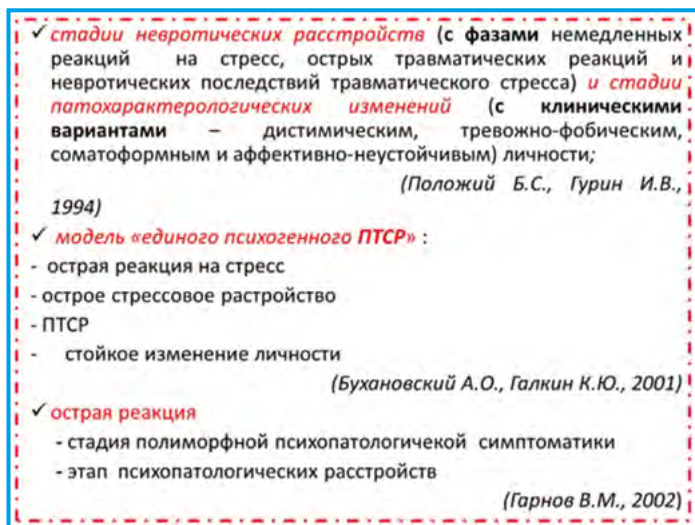 ✓ стадии невротических расстройств (с фазами немедленных
реакций на стресс, острых травматических реакций и
невротических последствий травматического стресса) и стадии
патохарактерологических изменений (с клиническими
вариантами – дистимическим, тревожно-фобическим,
соматоформным и аффективно-неустойчивым) личности;
(Положий Б.С., Гурин И.В.,
1994)
✓ модель «единого психогенного ПТСР» :
- острая реакция на стресс
- острое стрессовое растройство
- ПТСР
- стойкое изменение личности
(Бухановский А.О., Галкин К.Ю., 2001)
✓ острая реакция
- стадия полиморфной психопатологичекой симптоматики
- этап психопатологических расстройств
(Гарнов В.М., 2002)